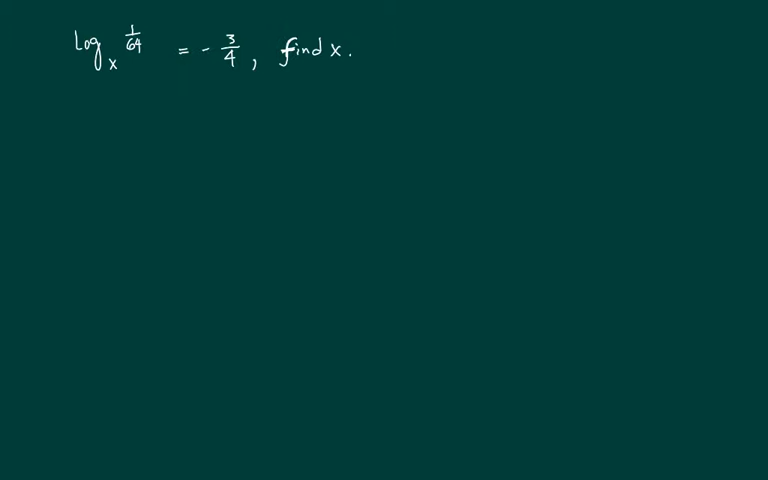 log_x 1/64 = - 3/4 , find x .